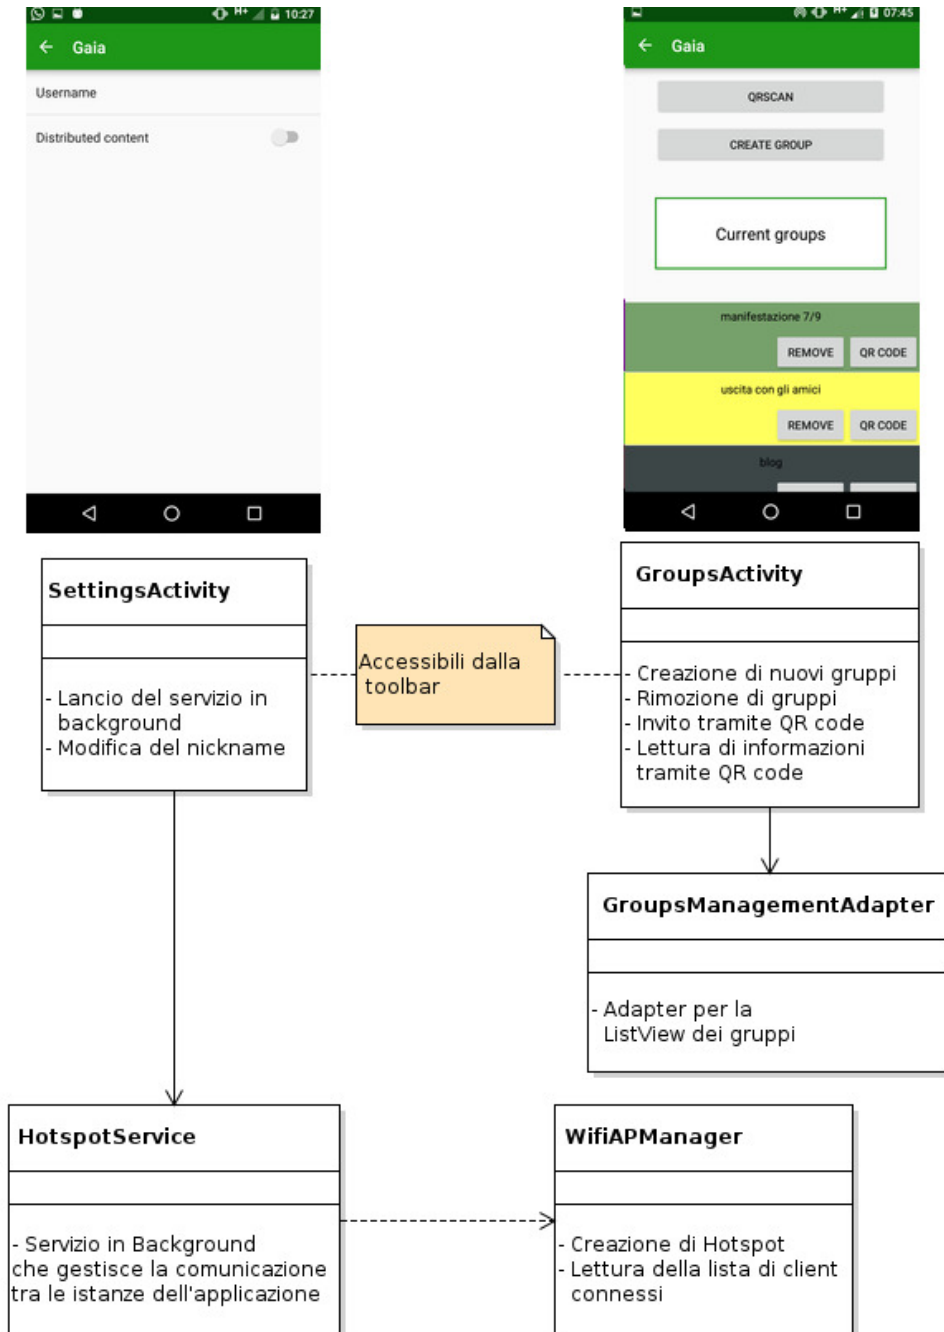 10:27
Gaia
Username
Distributed content
07:45
Gaia
QRSCAN
CREATE GROUP
Current groups
manifestazione 7/9
REMOVE QR CODE
uscita con gli amici
REMOVE QR CODE
blog
SettingsActivity
- Lancio del servizio in
background
- Modifica del nickname
Accessibili dalla
toolbar
GroupsActivity
- Creazione di nuovi gruppi
- Rimozione di gruppi
- Invito tramite QR code
- Lettura di informazioni
tramite QR code
GroupsManagementAdapter
- Adapter per la
ListView dei gruppi
HotspotService
- Servizio in Background
che gestisce la comunicazione
tra le istanze dell'applicazione
WifiAPManager
- Creazione di Hotspot
- Lettura della lista di client
connessi